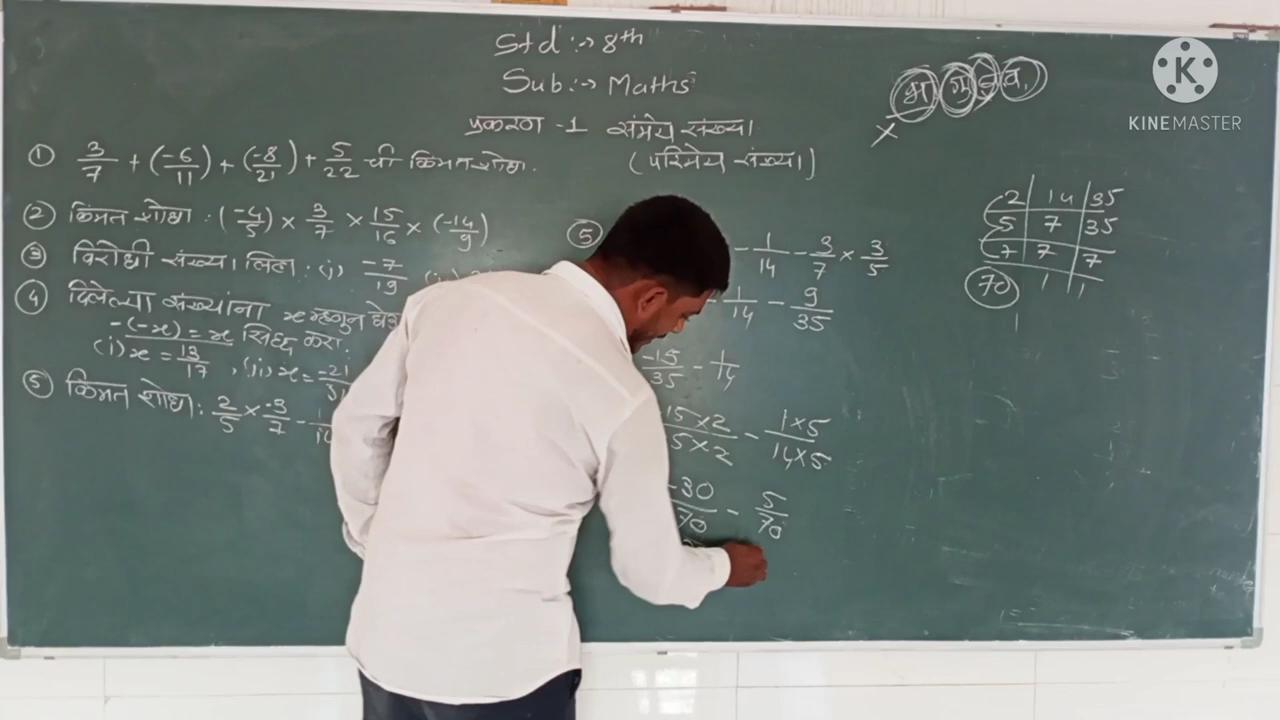 Std :→ 8th
Sub :→ Maths
प्रकरण -1 संमेय संख्या
(परिमेय संख्या)
① 3/7 + (-6/11) + (-8/21) + 5/22 ची किंमत शोधा.
② किंमत शोधा : (-4/5) × 3/7 × 15/16 × (-14/9)
③ विरोधी संख्या लिहा : (i) -7/19
④ दिलेल्या संख्यांना x म्हणुन घेऊ
-(-x) = x सिद्ध करा.
(i) x = 13/17 , (ii) x = -21/31
⑤ किंमत शोधा : 2/5 × -3/7 - 1/14
⑤
- 1/14 - 3/7 × 3/5
- 1/14 - 9/35
-15/35 - 1/14
15×2/5×2 - 1×5/14×5
-30/70 - 5/70
भ गु व.
×
2 | 14 | 35
5 | 7 | 35
7 | 7 | 7
70 1 | 1
1
KINEMASTER